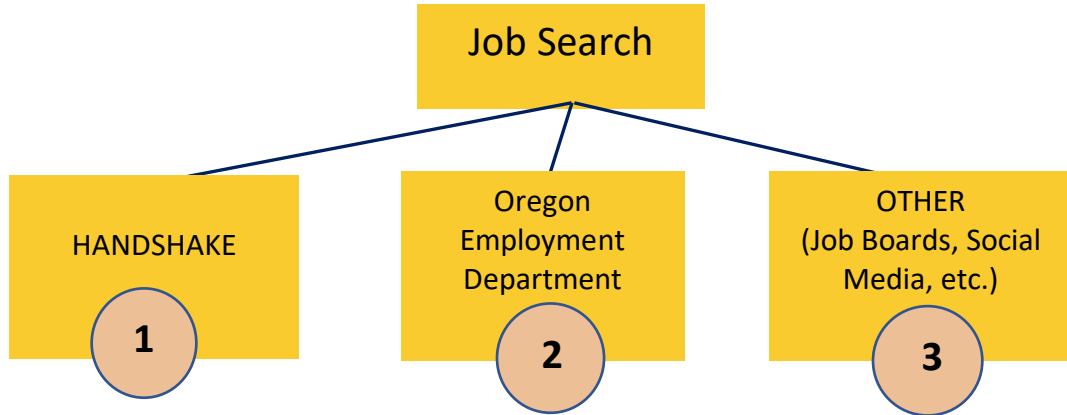 Job Search
HANDSHAKE
1
Oregon
Employment
Department
2
OTHER
(Job Boards, Social
Media, etc.)
3